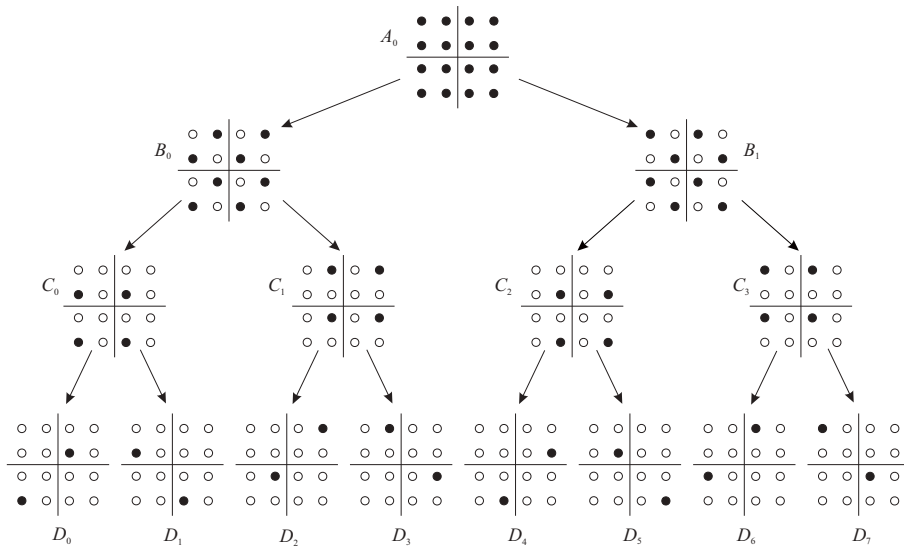 A₀
B₀ B₁
C₀ C₁ C₂ C₃
D₀ D₁ D₂ D₃ D₄ D₅ D₆ D₇